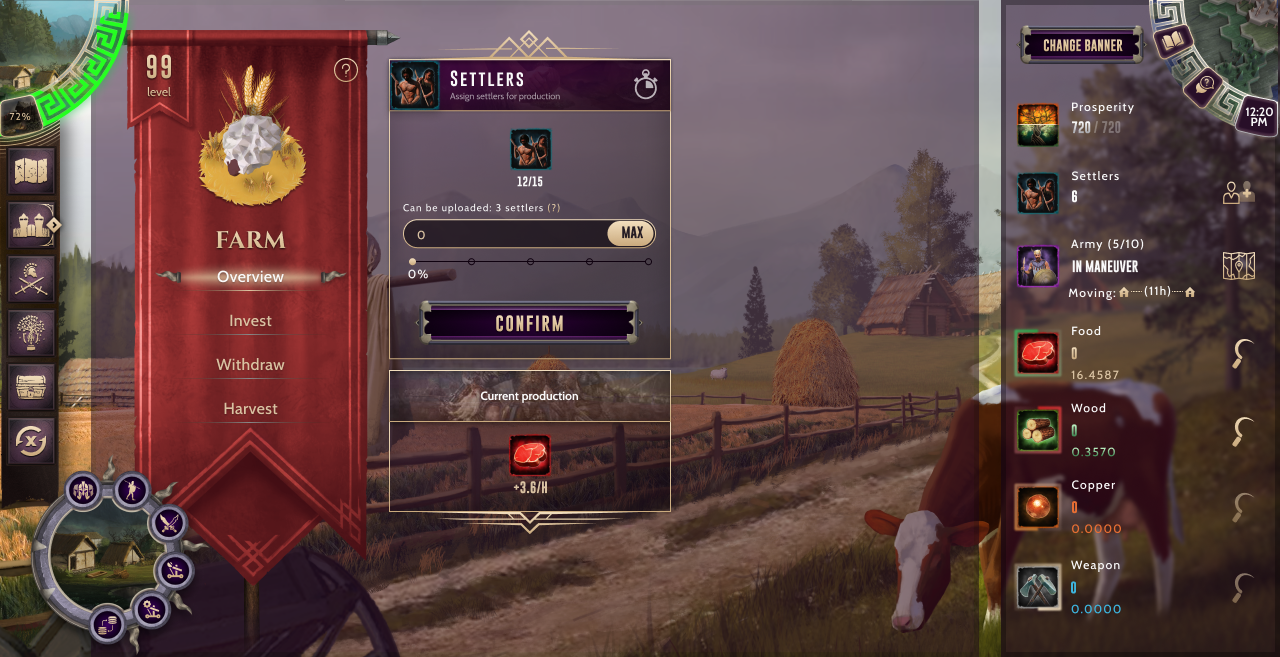 72%
99
level
?
FARM
Overview
Invest
Withdraw
Harvest
SETTLERS
Assign settlers for production
12/15
Can be uploaded: 3 settlers (?)
0
MAX
0%
CONFIRM
Current production
+3.6/H
CHANGE BANNER
?
12:20
PM
Prosperity
720 / 720
Settlers
6
Army (5/10)
IN MANEUVER
Moving: (11h)
Food
0
16.4587
Wood
0
0.3570
Copper
0
0.0000
Weapon
0
0.0000
X